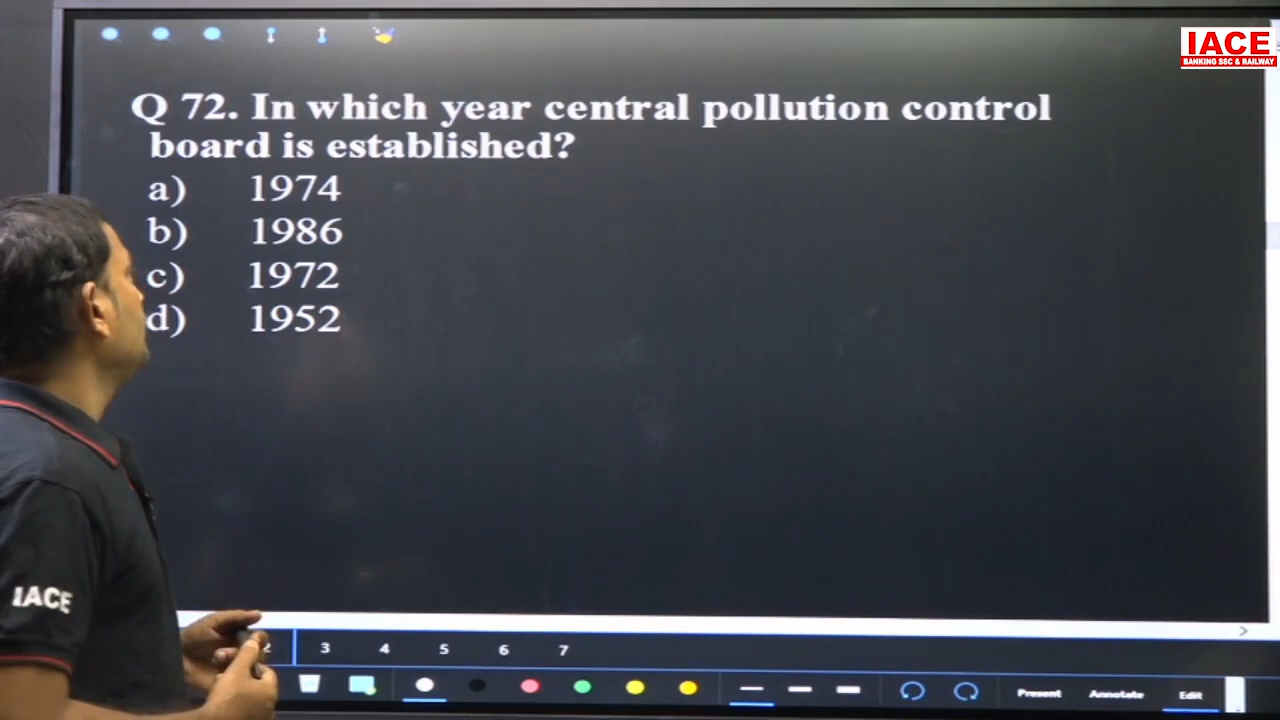 IACE
BANKING SSC & RAILWAY
Q 72. In which year central pollution control
board is established?
a) 1974
b) 1986
c) 1972
d) 1952
IACE
2 3 4 5 6 7
Present Annotate Edit